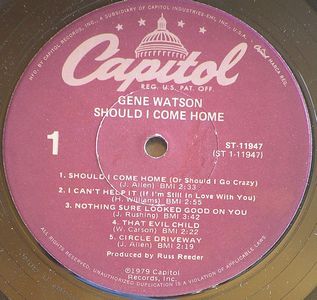 A SUBSIDIARY OF CAPITOL INDUSTRIES-EMI, INC.
MFD. BY CAPITOL RECORDS, INC.,
Capitol
CAPITOL MARCA REG.
REG. U.S. PAT. OFF.
GENE WATSON
SHOULD I COME HOME
1
ST-11947
(ST 1-11947)
1. SHOULD I COME HOME (Or Should I Go Crazy)
(J. Allen) BMI 2:33
2. I CAN'T HELP IT (If I'm Still In Love With You)
(H. Williams) BMI 2:55
3. NOTHING SURE LOOKED GOOD ON YOU
(J. Rushing) BMI 3:42
4. THAT EVIL CHILD
(W. Carson) BMI 2:22
5. CIRCLE DRIVEWAY
(J. Allen) BMI 2:19
Produced by Russ Reeder
℗1979 Capitol
Records, Inc.
ALL RIGHTS RESERVED. UNAUTHORIZED DUPLICATION IS A VIOLATION OF APPLICABLE LAWS.